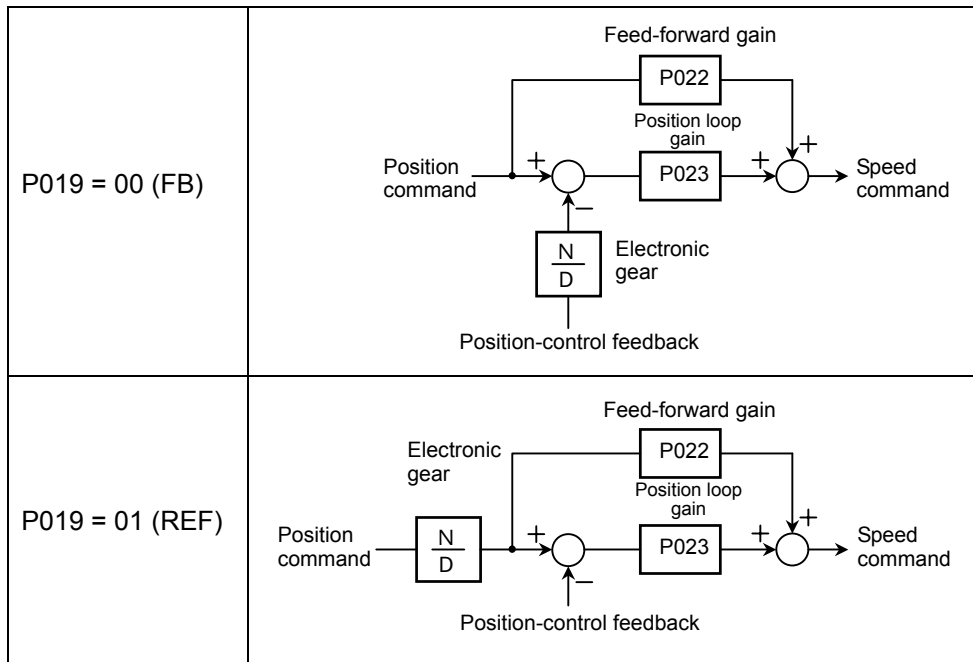 P019 = 00 (FB)
Feed-forward gain
P022
Position loop
gain
Position
command
+
P023
+
+
Speed
command
−
N
D
Electronic
gear
Position-control feedback
P019 = 01 (REF)
Feed-forward gain
Electronic
gear
P022
Position loop
gain
Position
command
N
D
+
P023
+
+
Speed
command
−
Position-control feedback